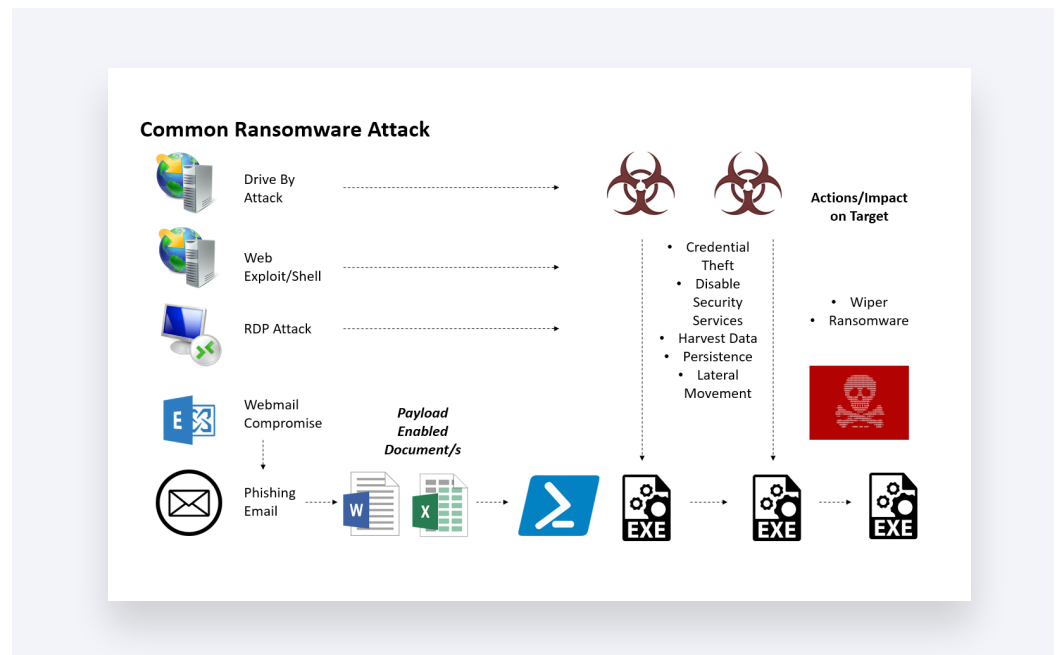 Common Ransomware Attack
Drive By
Attack
Web
Exploit/Shell
RDP Attack
Webmail
Compromise
Phishing
Email
Payload
Enabled
Document/s
• Credential
Theft
• Disable
Security
Services
• Harvest Data
• Persistence
• Lateral
Movement
Actions/Impact
on Target
• Wiper
• Ransomware
E
W
X
EXE
EXE
EXE